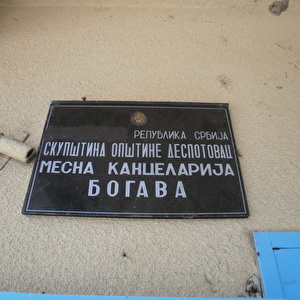 РЕПУБЛИКА СРБИЈА
СКУПШТИНА ОПШТИНЕ ДЕСПОТОВАЦ
МЕСНА КАНЦЕЛАРИЈА
БОГАВА